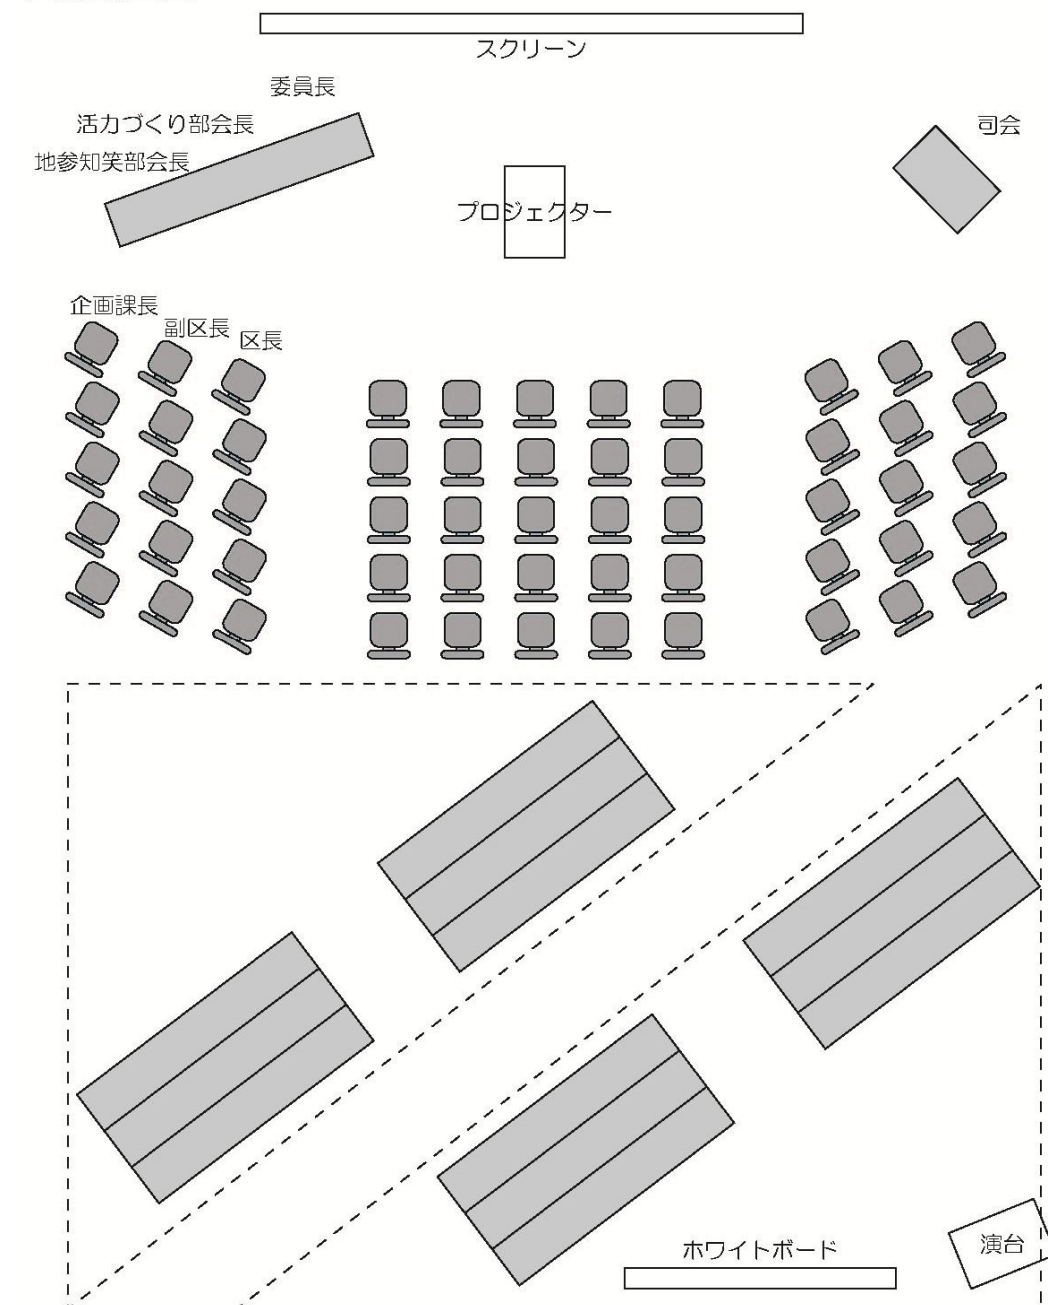 スクリーン
委員長
活力づくり部会長
地参知笑部会長
司会
プロジェクター
企画課長
副区長
区長
ホワイトボード
演台